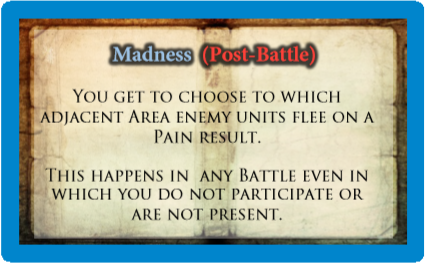 Madness (Post-Battle)
You get to choose to which
adjacent Area enemy units flee on a
Pain result.
This happens in any Battle even in
which you do not participate or
are not present.